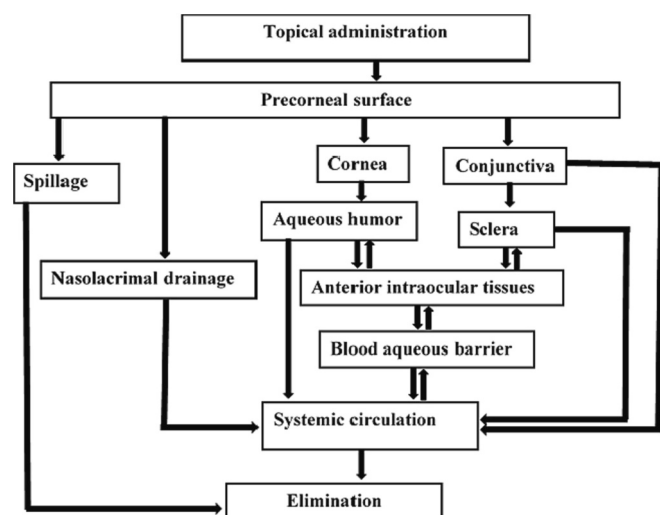 Topical administration
Precorneal surface
Cornea
Conjunctiva
Spillage
Aqueous humor
Sclera
Nasolacrimal drainage
Anterior intraocular tissues
Blood aqueous barrier
Systemic circulation
Elimination